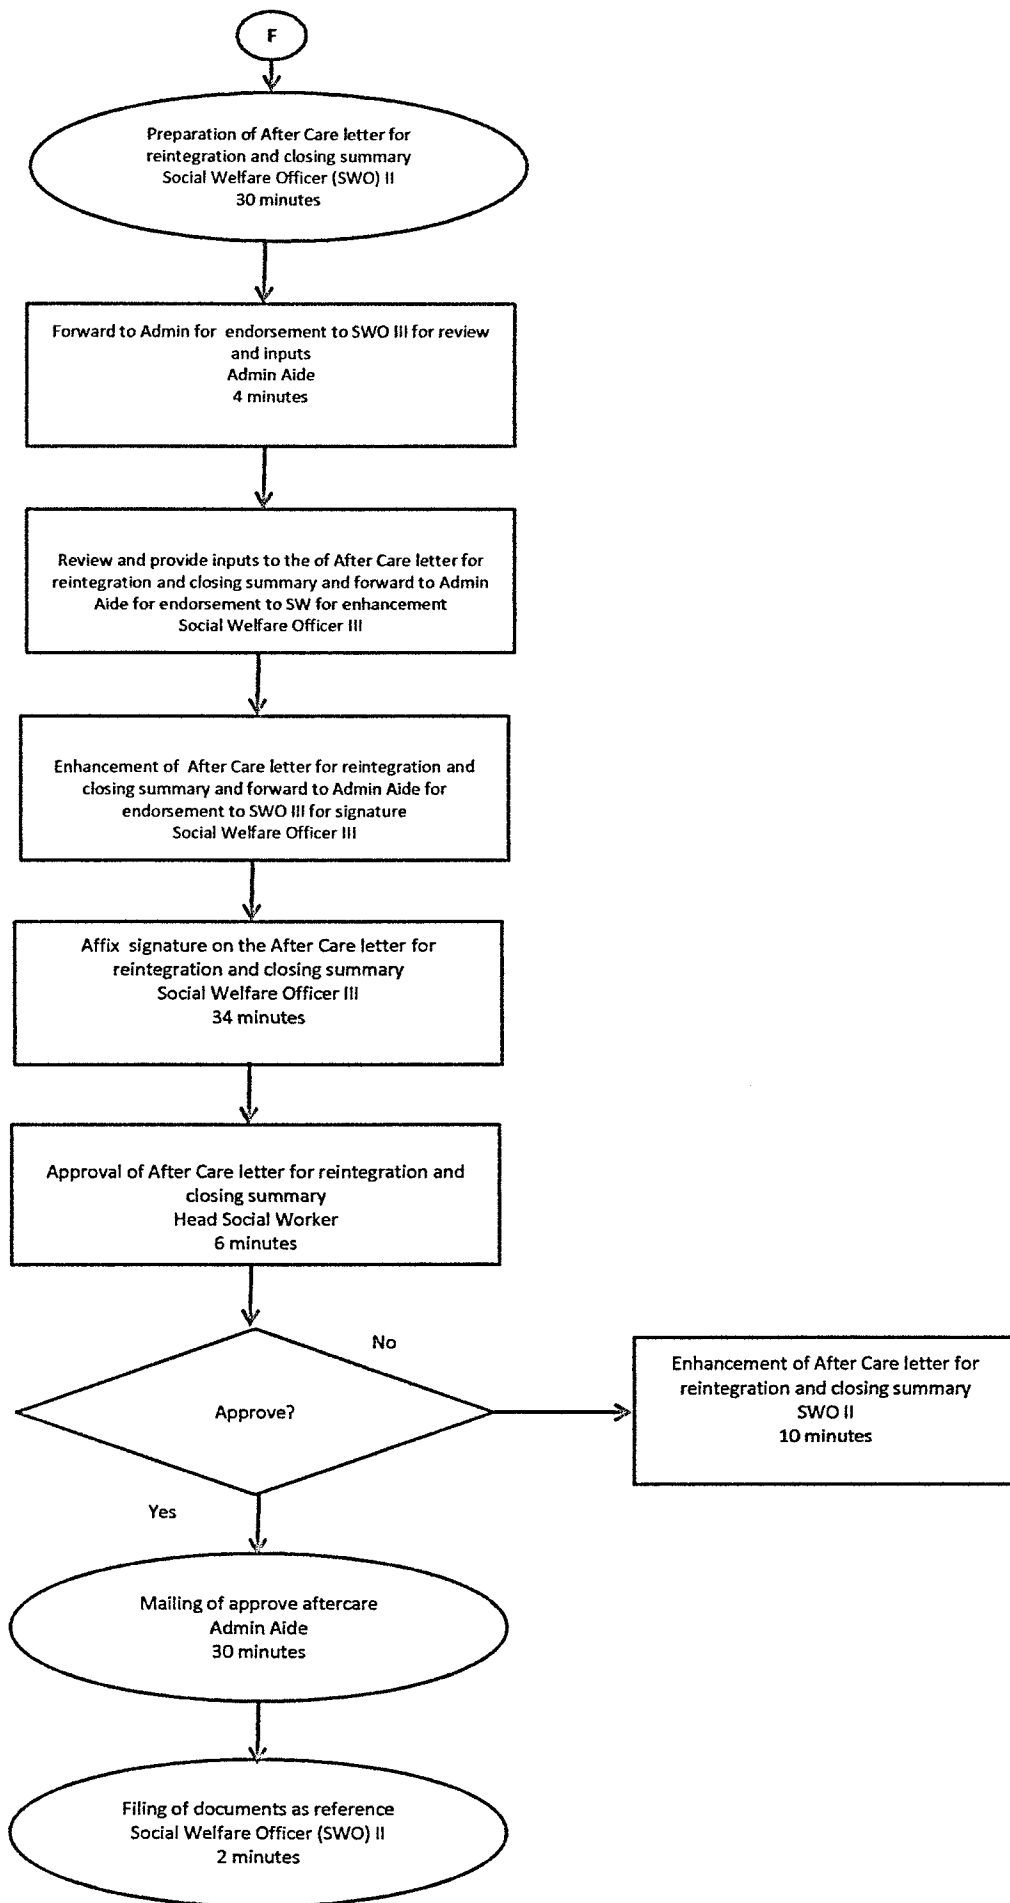 F
Preparation of After Care letter for
reintegration and closing summary
Social Welfare Officer (SWO) II
30 minutes
Forward to Admin for endorsement to SWO III for review
and inputs
Admin Aide
4 minutes
Review and provide inputs to the of After Care letter for
reintegration and closing summary and forward to Admin
Aide for endorsement to SW for enhancement
Social Welfare Officer III
Enhancement of After Care letter for reintegration and
closing summary and forward to Admin Aide for
endorsement to SWO III for signature
Social Welfare Officer III
Affix signature on the After Care letter for
reintegration and closing summary
Social Welfare Officer III
34 minutes
Approval of After Care letter for reintegration and
closing summary
Head Social Worker
6 minutes
No
Approve?
Enhancement of After Care letter for
reintegration and closing summary
SWO II
10 minutes
Yes
Mailing of approve aftercare
Admin Aide
30 minutes
Filing of documents as reference
Social Welfare Officer (SWO) II
2 minutes